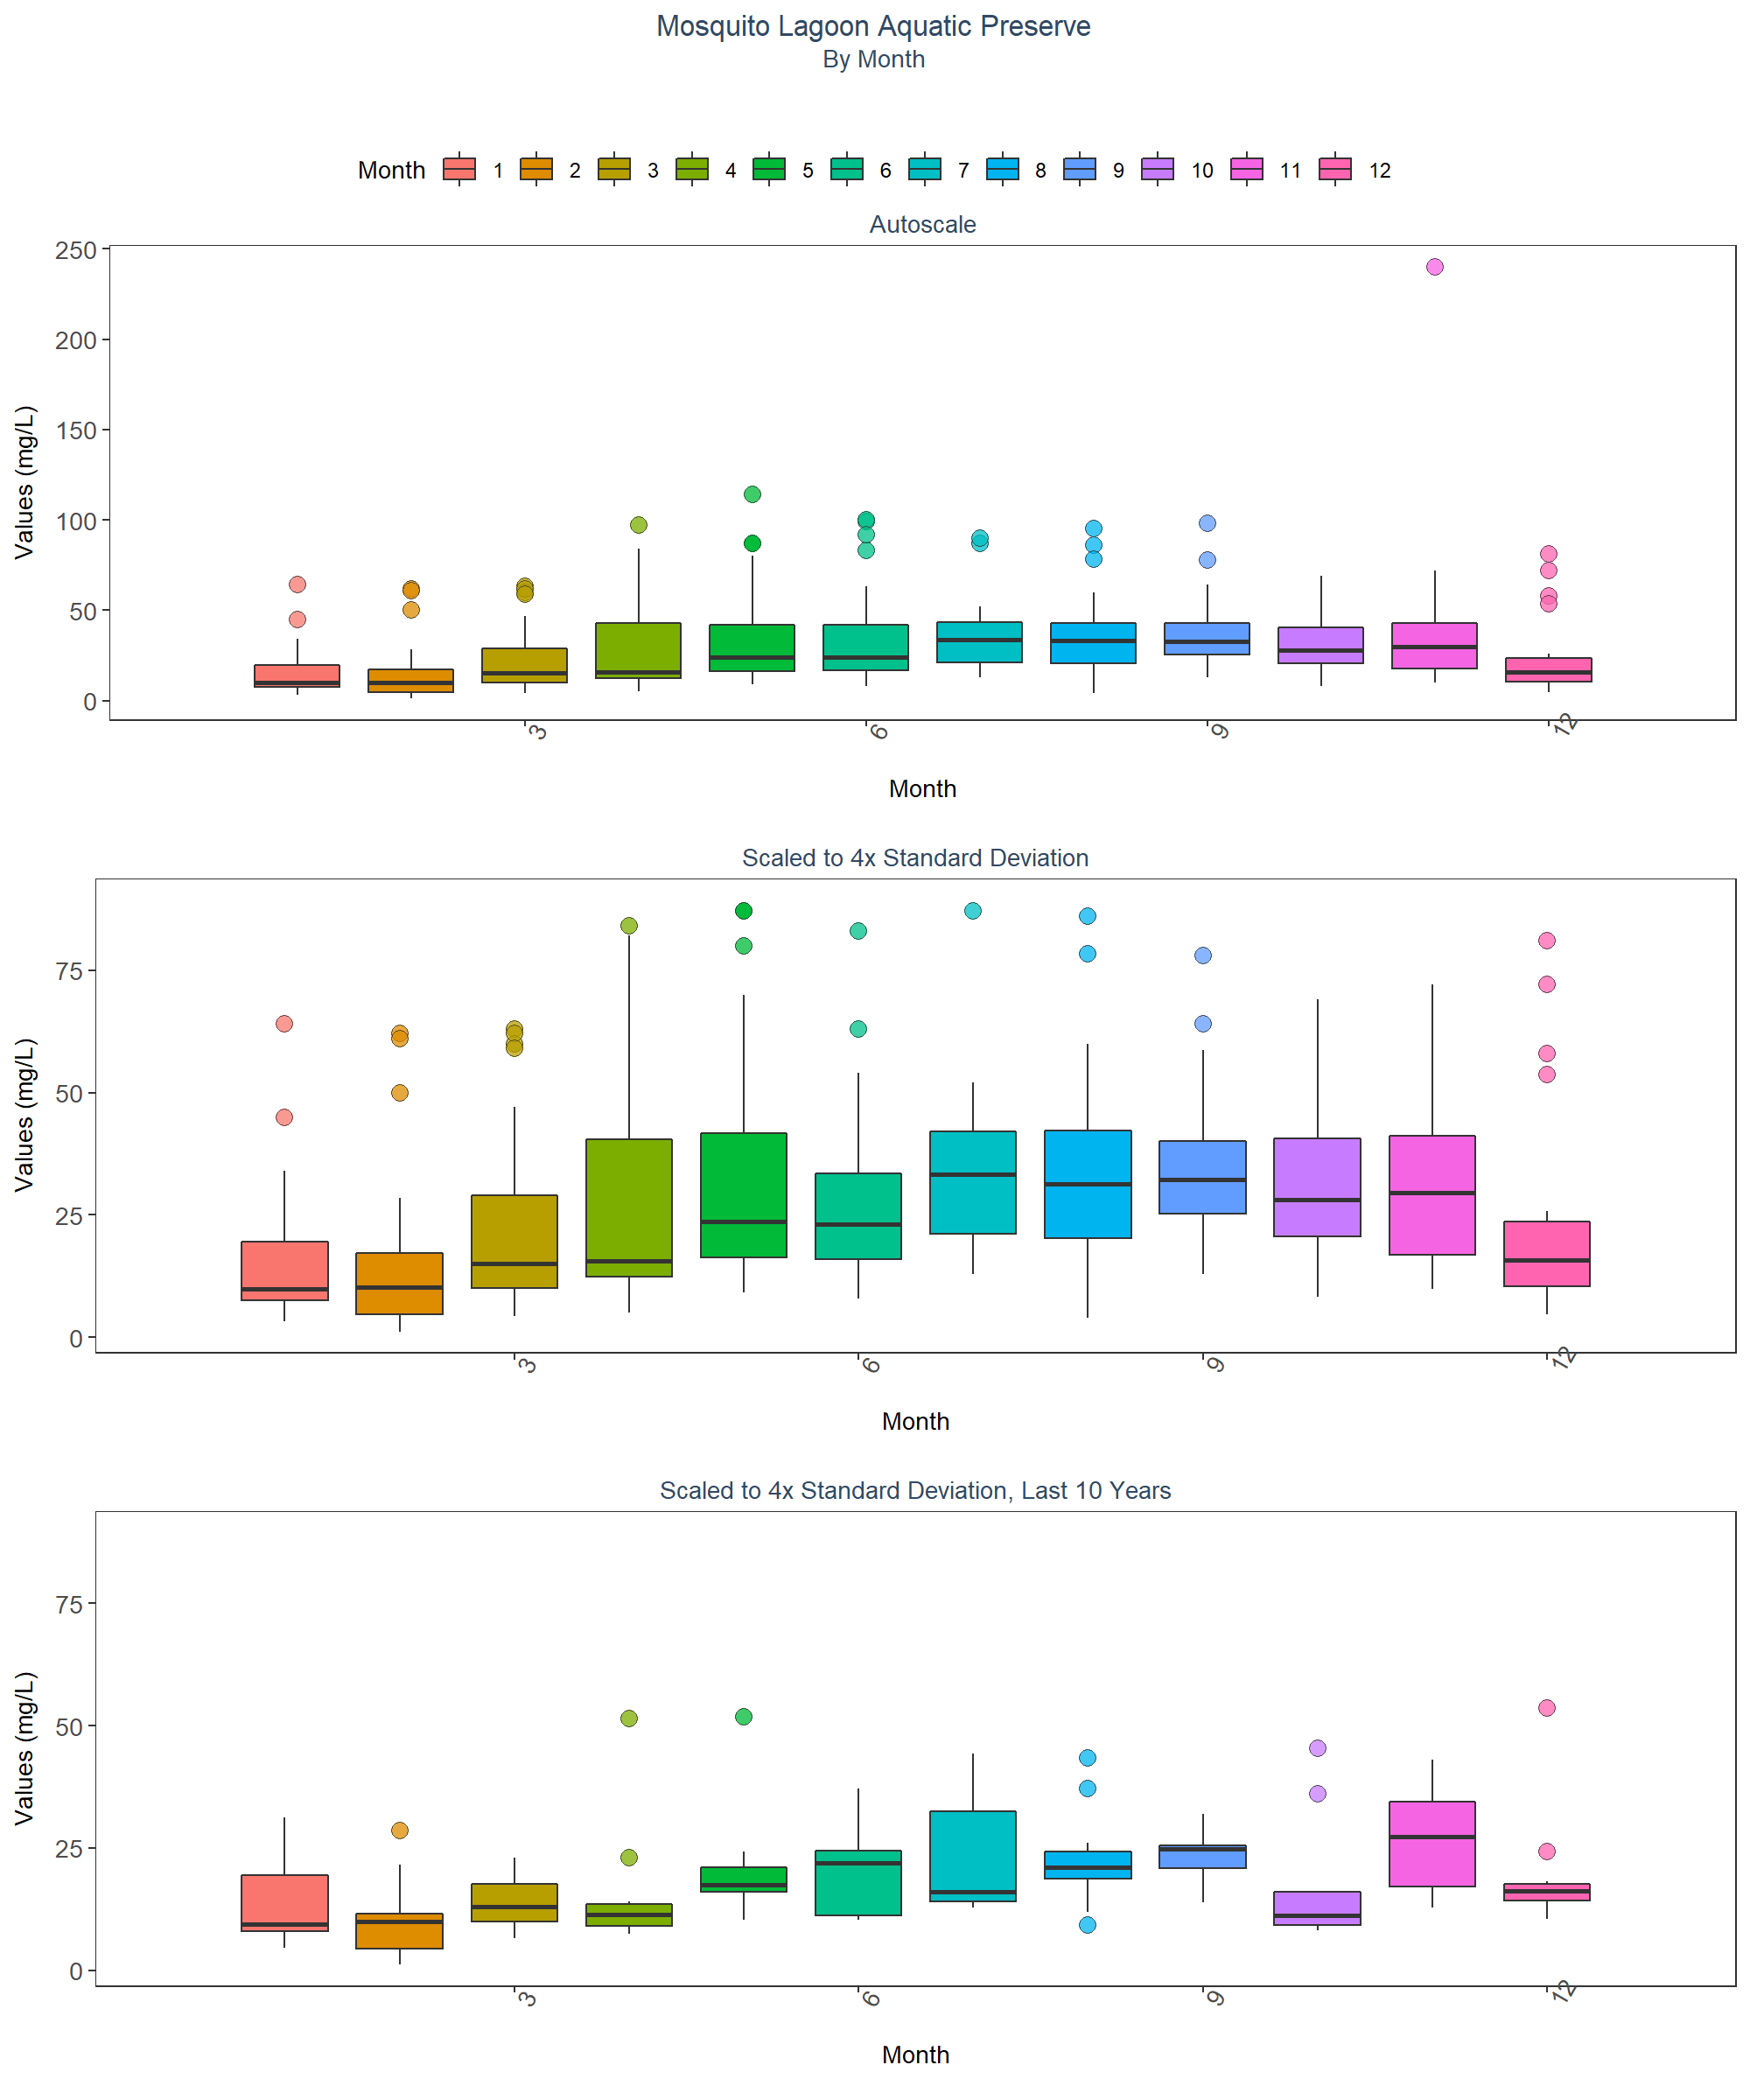 Mosquito Lagoon Aquatic Preserve
By Month
Month 1 2 3 4 5 6 7 8 9 10 11 12
Autoscale
250
200
150
100
50
0
Values (mg/L)
3 6 9 12
Month
Scaled to 4x Standard Deviation
75
50
25
0
Values (mg/L)
3 6 9 12
Month
Scaled to 4x Standard Deviation, Last 10 Years
75
50
25
0
Values (mg/L)
3 6 9 12
Month